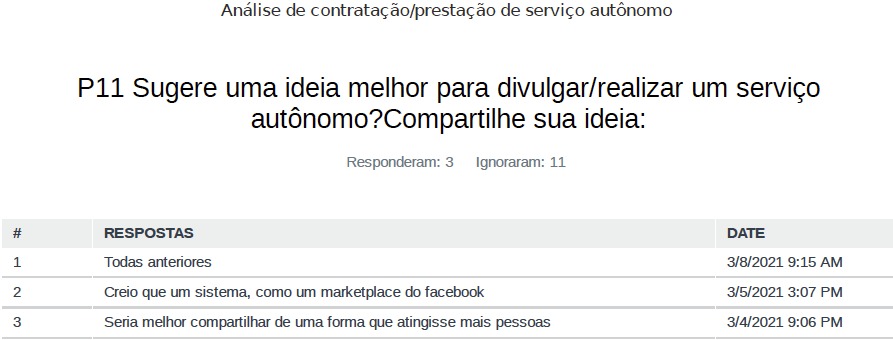 Análise de contratação/prestação de serviço autônomo
P11 Sugere uma ideia melhor para divulgar/realizar um serviço
autônomo?Compartilhe sua ideia:
Responderam: 3 Ignoraram: 11
# RESPOSTAS DATE
1 Todas anteriores 3/8/2021 9:15 AM
2 Creio que um sistema, como um marketplace do facebook 3/5/2021 3:07 PM
3 Seria melhor compartilhar de uma forma que atingisse mais pessoas 3/4/2021 9:06 PM